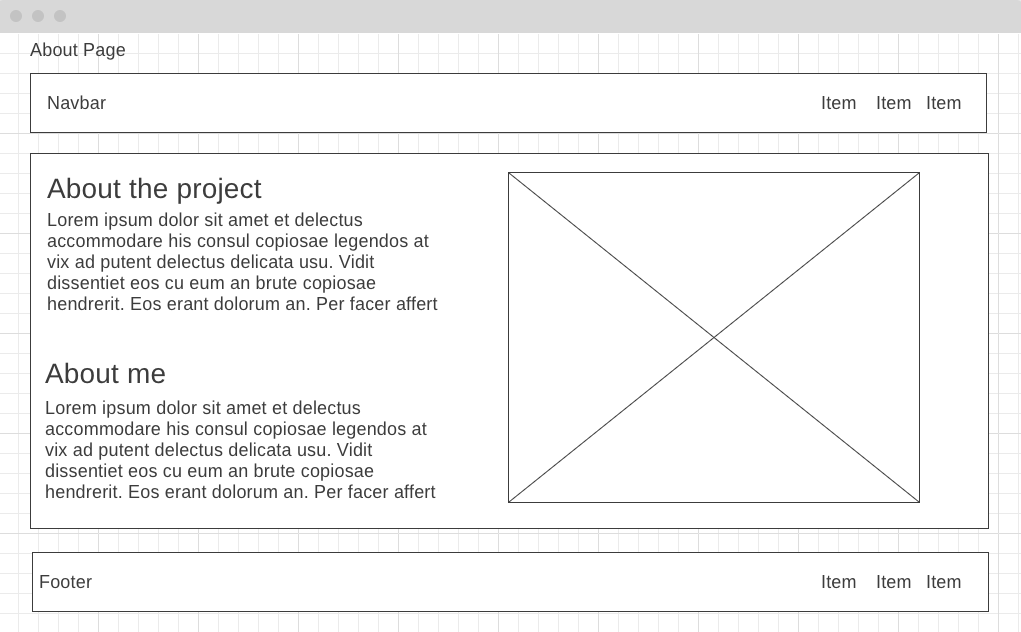 About Page
Navbar Item Item Item
About the project
Lorem ipsum dolor sit amet et delectus
accommodare his consul copiosae legendos at
vix ad putent delectus delicata usu. Vidit
dissentiet eos cu eum an brute copiosae
hendrerit. Eos erant dolorum an. Per facer affert
About me
Lorem ipsum dolor sit amet et delectus
accommodare his consul copiosae legendos at
vix ad putent delectus delicata usu. Vidit
dissentiet eos cu eum an brute copiosae
hendrerit. Eos erant dolorum an. Per facer affert
Footer Item Item Item